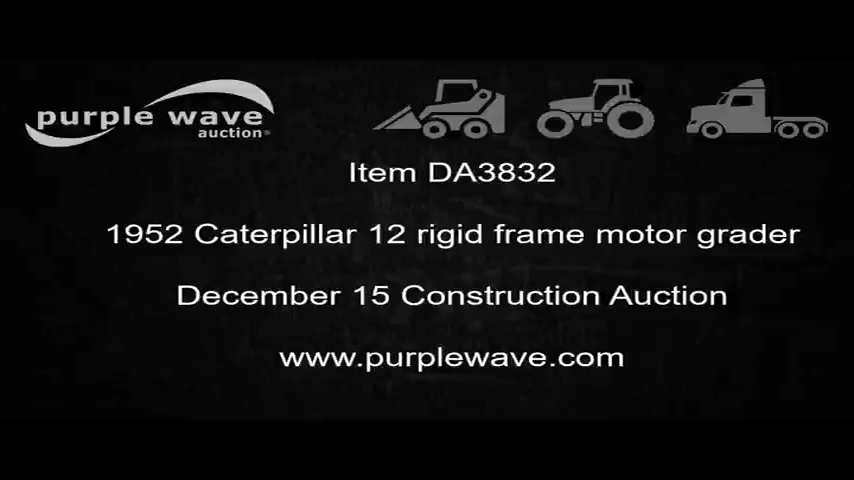 purple wave
auction®
Item DA3832
1952 Caterpillar 12 rigid frame motor grader
December 15 Construction Auction
www.purplewave.com